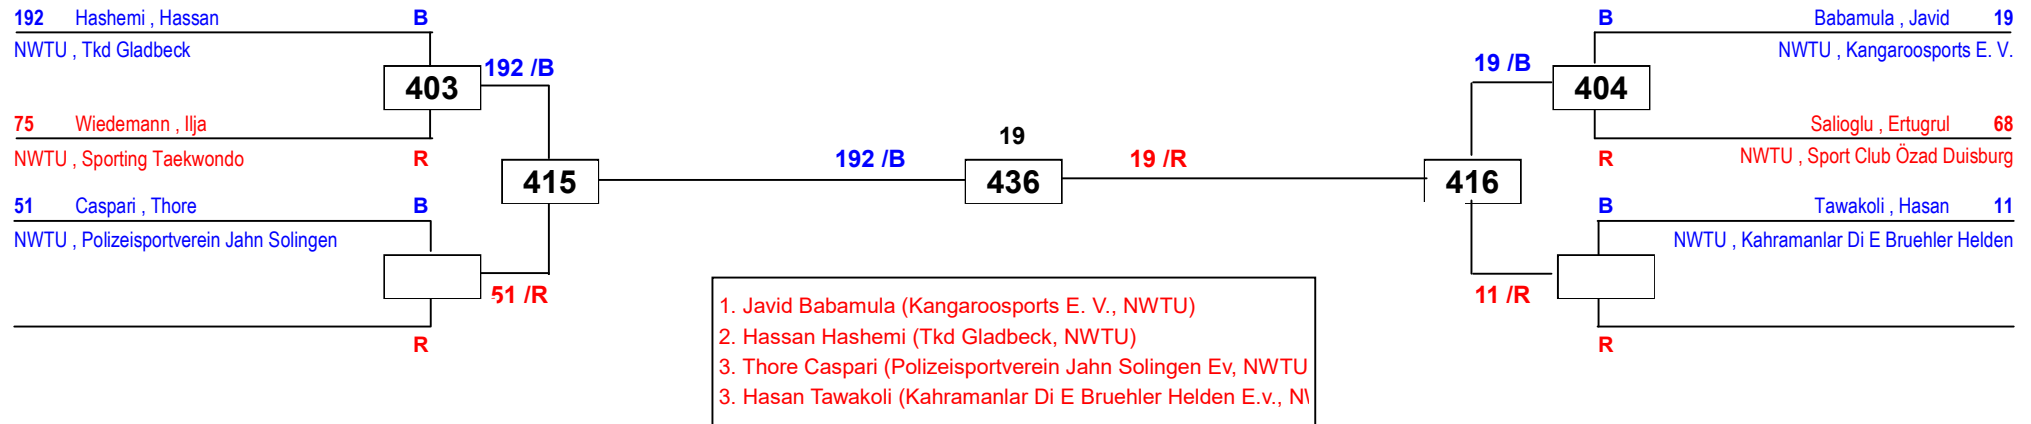 192 Hashemi , Hassan B
NWTU , Tkd Gladbeck
403
192 /B
75 Wiedemann , Ilja
NWTU , Sporting Taekwondo R
415
51 Caspari , Thore B
NWTU , Polizeisportverein Jahn Solingen
51 /R
R
192 /B
19
436
19 /R
B Babamula , Javid 19
NWTU , Kangaroosports E. V.
19 /B
404
Salioglu , Ertugrul 68
R NWTU , Sport Club Özad Duisburg
416
B Tawakoli , Hasan 11
NWTU , Kahramanlar Di E Bruehler Helden
11 /R
R
1. Javid Babamula (Kangaroosports E. V., NWTU)
2. Hassan Hashemi (Tkd Gladbeck, NWTU)
3. Thore Caspari (Polizeisportverein Jahn Solingen Ev, NWTU
3. Hasan Tawakoli (Kahramanlar Di E Bruehler Helden E.v.,